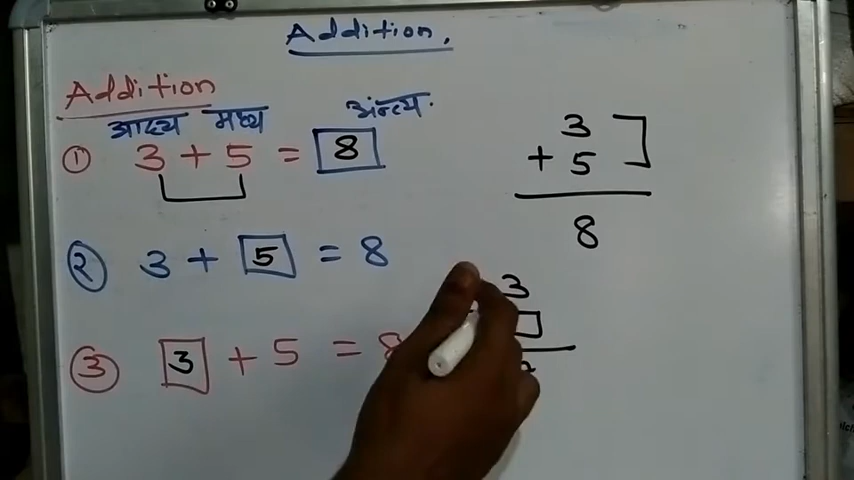 Addition.
Addition
आद्य मध्य अंन्त्य.
① 3 + 5 = 8
② 3 + 5 = 8
③ 3 + 5 = 8
3
+ 5
8
3